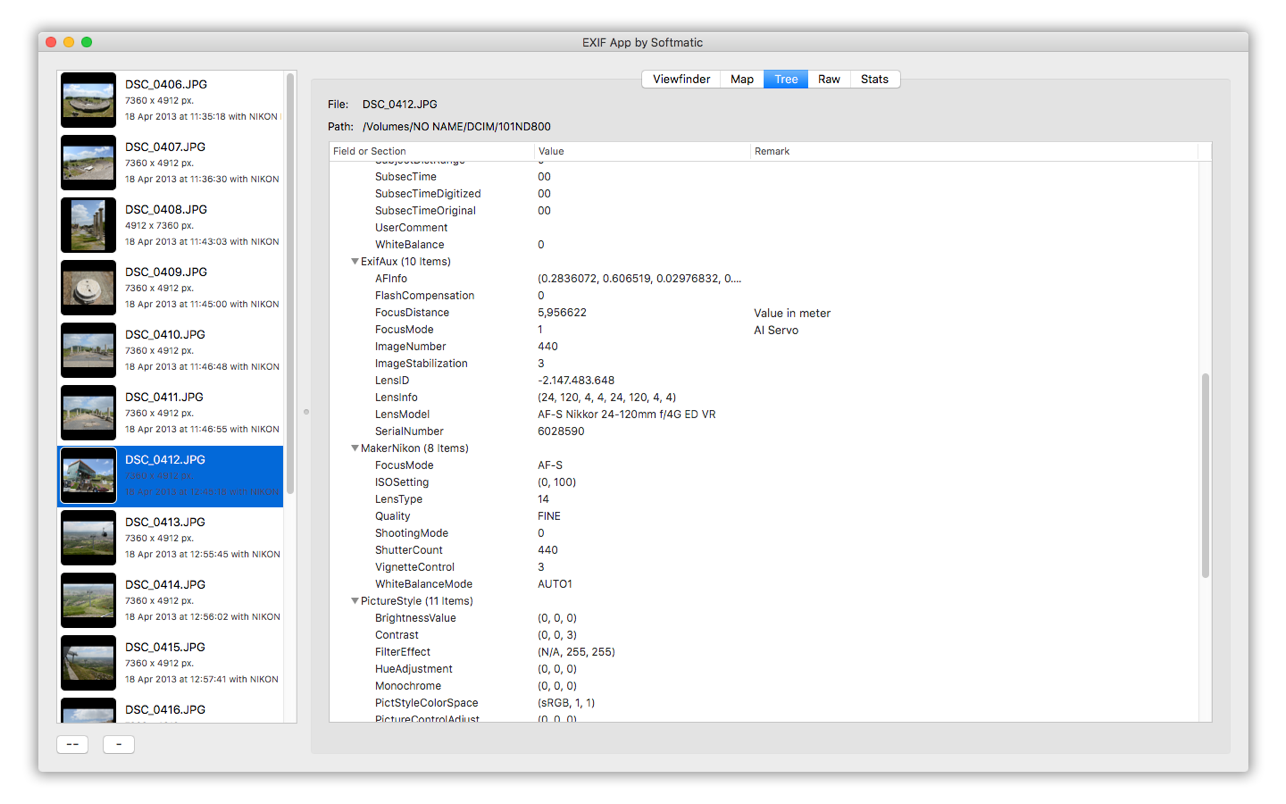 EXIF App by Softmatic
DSC_0406.JPG
7360 x 4912 px.
18 Apr 2013 at 11:35:18 with NIKON
DSC_0407.JPG
7360 x 4912 px.
18 Apr 2013 at 11:36:30 with NIKON
DSC_0408.JPG
4912 x 7360 px.
18 Apr 2013 at 11:43:03 with NIKON
DSC_0409.JPG
7360 x 4912 px.
18 Apr 2013 at 11:45:00 with NIKON
DSC_0410.JPG
7360 x 4912 px.
18 Apr 2013 at 11:46:48 with NIKON
DSC_0411.JPG
7360 x 4912 px.
18 Apr 2013 at 11:46:55 with NIKON
DSC_0412.JPG
7360 x 4912 px.
18 Apr 2013 at with NIKON
DSC_0413.JPG
7360 x 4912 px.
18 Apr 2013 at 12:55:45 with NIKON
DSC_0414.JPG
7360 x 4912 px.
18 Apr 2013 at 12:56:02 with NIKON
DSC_0415.JPG
7360 x 4912 px.
18 Apr 2013 at 12:57:41 with NIKON
DSC_0416.JPG
-- -
Viewfinder Map Tree Raw Stats
File: DSC_0412.JPG
Path: /Volumes/NO NAME/DCIM/101ND800
Field or Section Value Remark
SubsecTime 00
SubsecTimeDigitized 00
SubsecTimeOriginal 00
UserComment
WhiteBalance 0
ExifAux (10 Items)
AFInfo (0.2836072, 0.606519, 0.02976832, 0....
FlashCompensation 0
FocusDistance 5,956622 Value in meter
FocusMode 1 AI Servo
ImageNumber 440
ImageStabilization 3
LensID -2.147.483.648
LensInfo (24, 120, 4, 4, 24, 120, 4, 4)
LensModel AF-S Nikkor 24-120mm f/4G ED VR
SerialNumber 6028590
MakerNikon (8 Items)
FocusMode AF-S
ISOSetting (0, 100)
LensType 14
Quality FINE
ShootingMode 0
ShutterCount 440
VignetteControl 3
WhiteBalanceMode AUTO1
PictureStyle (11 Items)
BrightnessValue (0, 0, 0)
Contrast (0, 0, 3)
FilterEffect (N/A, 255, 255)
HueAdjustment (0, 0, 0)
Monochrome (0, 0, 0)
PictStyleColorSpace (sRGB, 1, 1)
PictureControlAdjust (0, 0, 0)